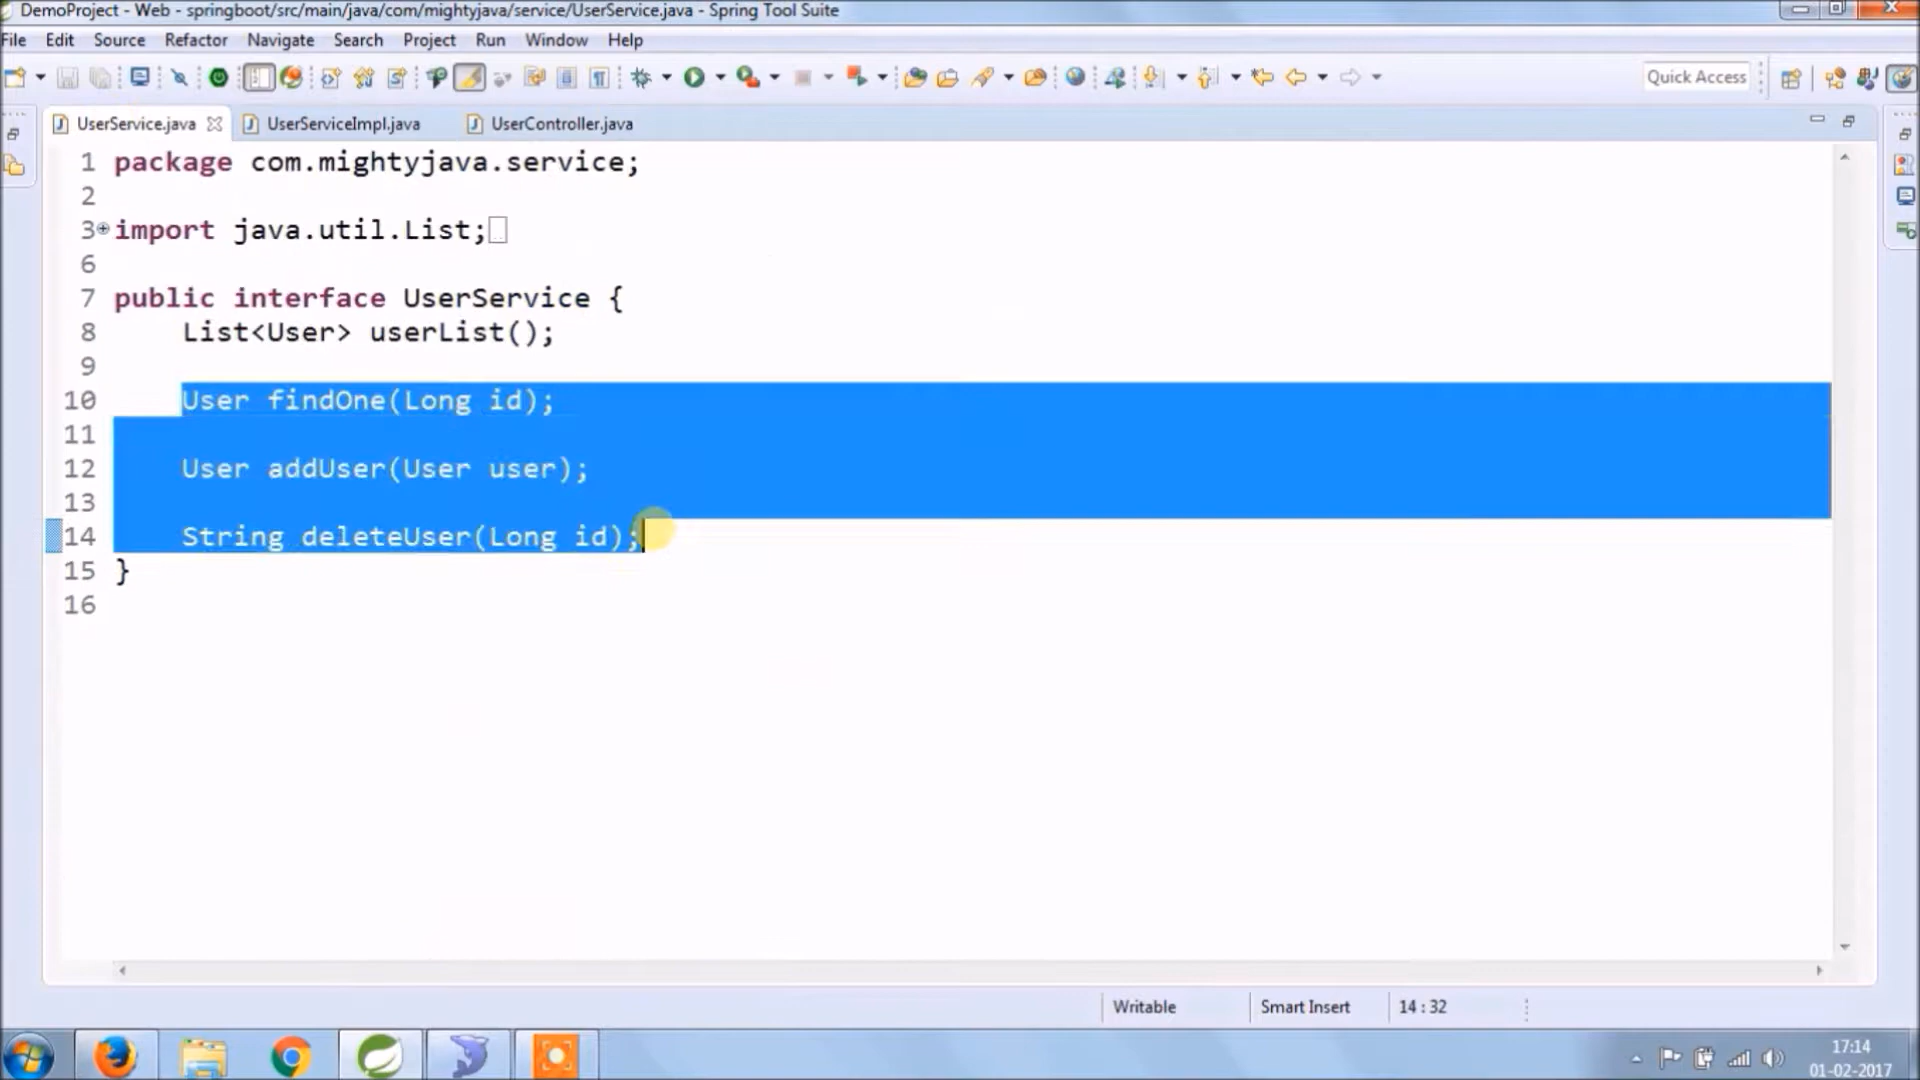 DemoProject - Web - springboot/src/main/java/com/mightyjava/service/UserService.java - Spring Tool Suite
File Edit Source Refactor Navigate Search Project Run Window Help
Quick Access
UserService.java UserServiceImpl.java UserController.java
1 package com.mightyjava.service;
2
3 import java.util.List;
6
7 public interface UserService {
8 List<User> userList();
9
10 User findOne(Long id);
11
12 User addUser(User user);
13
14 String deleteUser(Long id);
15 }
16
Writable Smart Insert 14 : 32
17:14
01-02-2017